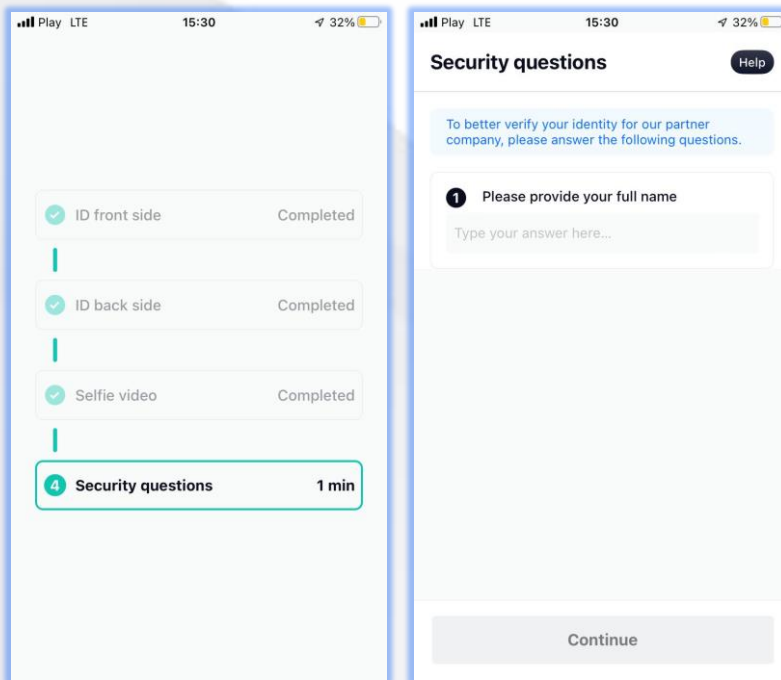 Play LTE
15:30
32%
ID front side Completed
ID back side Completed
Selfie video Completed
4 Security questions 1 min
Play LTE
15:30
32%
Security questions
Help
To better verify your identity for our partner
company, please answer the following questions.
1 Please provide your full name
Type your answer here...
Continue